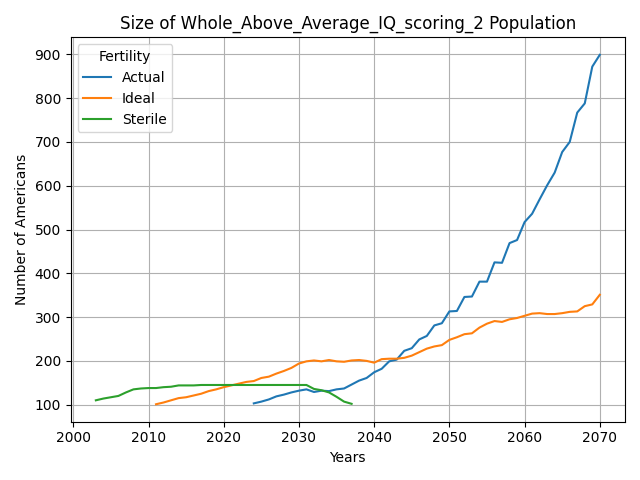 Size of Whole_Above_Average_IQ_scoring_2 Population
Fertility
Actual
Ideal
Sterile
Number of Americans
900
800
700
600
500
400
300
200
100
2000 2010 2020 2030 2040 2050 2060 2070
Years